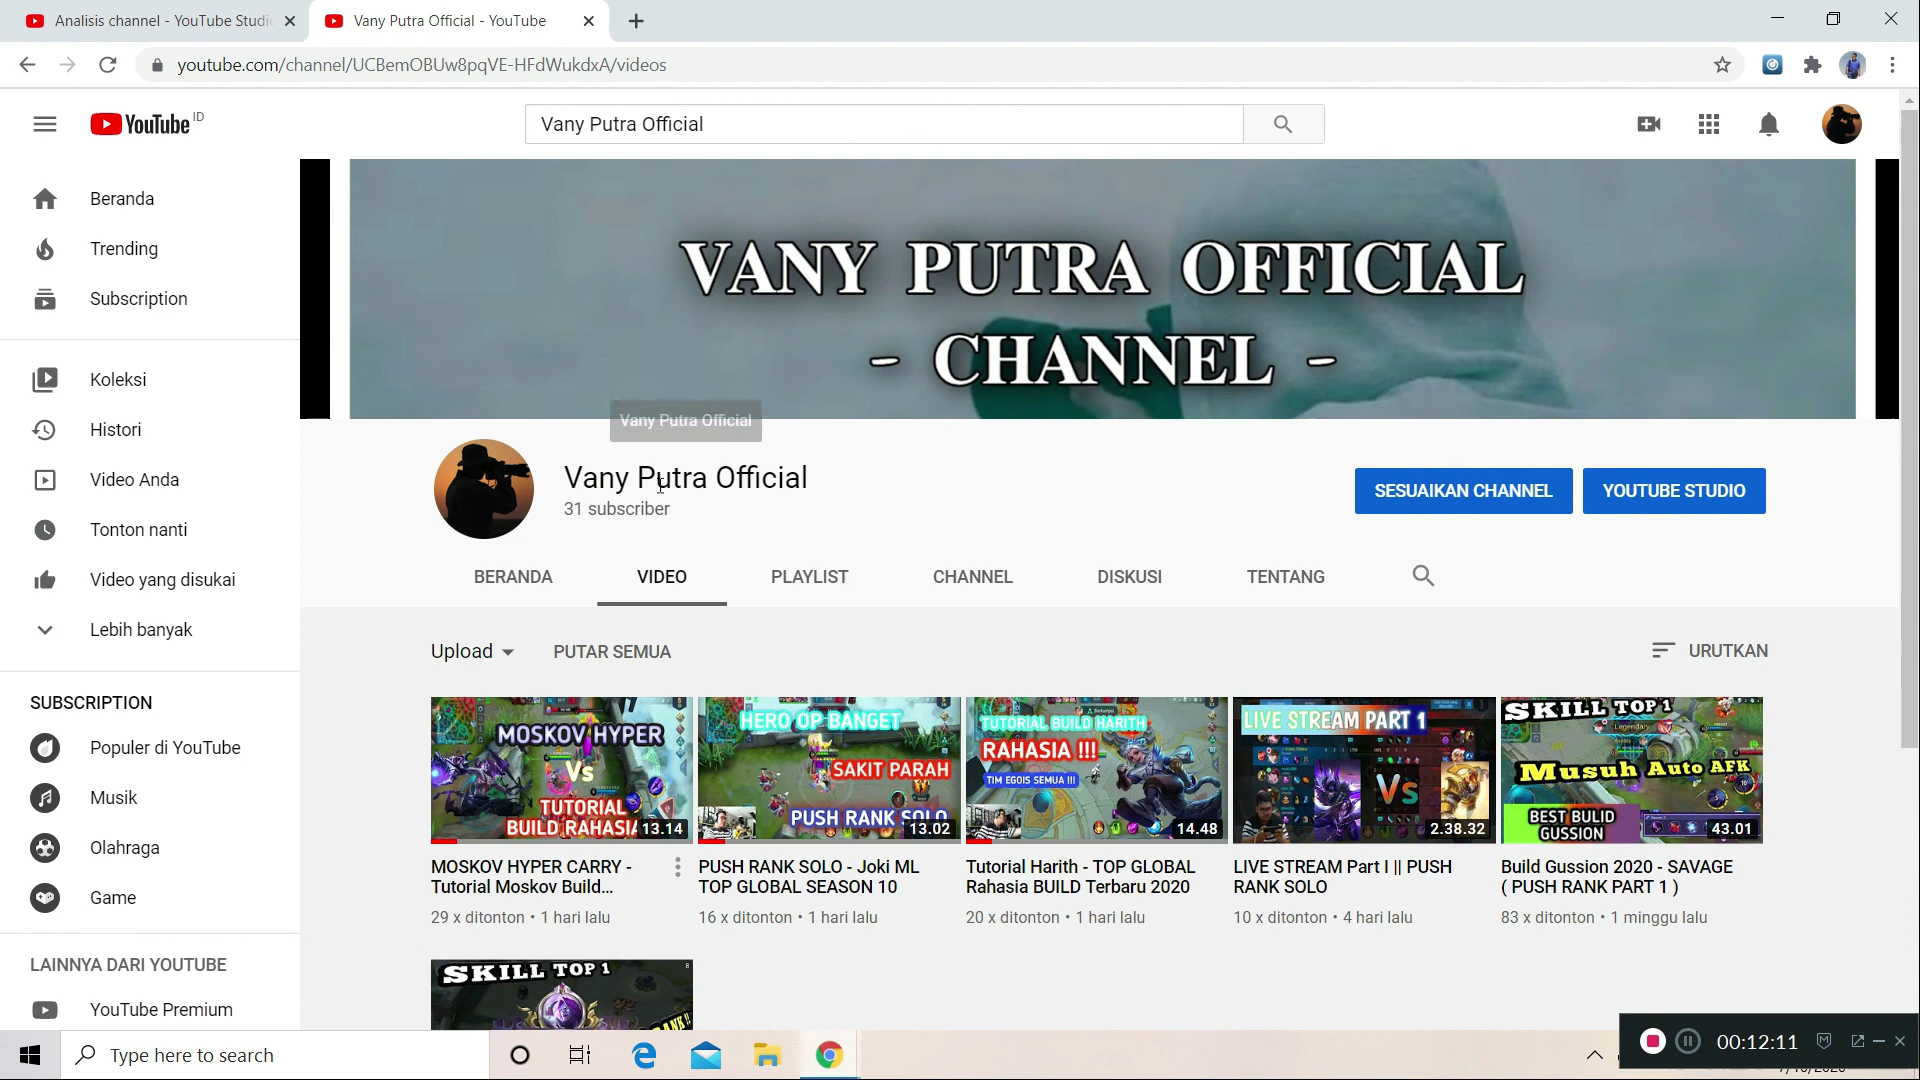 Analisis channel - YouTube Studi
Vany Putra Official - YouTube
youtube.com/channel/UCBemOBUw8pqVE-HFdWukdxA/videos
YouTube ID
Vany Putra Official
Beranda
Trending
Subscription
Koleksi
Histori
Video Anda
Tonton nanti
Video yang disukai
Lebih banyak
SUBSCRIPTION
Populer di YouTube
Musik
Olahraga
Game
LAINNYA DARI YOUTUBE
YouTube Premium
VANY PUTRA OFFICIAL
- CHANNEL -
Vany Putra Official
Vany Putra Official
31 subscriber
SESUAIKAN CHANNEL
YOUTUBE STUDIO
BERANDA
VIDEO
PLAYLIST
CHANNEL
DISKUSI
TENTANG
Upload
PUTAR SEMUA
URUTKAN
MOSKOV HYPER
Vs
TUTORIAL
BUILD RAHASIA
13.14
MOSKOV HYPER CARRY -
Tutorial Moskov Build...
29 x ditonton • 1 hari lalu
HERO OP BANGET
SAKIT PARAH
PUSH RANK SOLO
13.02
PUSH RANK SOLO - Joki ML
TOP GLOBAL SEASON 10
16 x ditonton • 1 hari lalu
TUTORIAL BUILD HARITH
RAHASIA !!!
TIM EGOIS SEMUA !!!
14.48
Tutorial Harith - TOP GLOBAL
Rahasia BUILD Terbaru 2020
20 x ditonton • 1 hari lalu
LIVE STREAM PART 1
Vs
2.38.32
LIVE STREAM Part I || PUSH
RANK SOLO
10 x ditonton • 4 hari lalu
SKILL TOP 1
Legendary
Musuh Auto AFK
BEST BULID
GUSSION
43.01
Build Gussion 2020 - SAVAGE
( PUSH RANK PART 1 )
83 x ditonton • 1 minggu lalu
SKILL TOP 1
Type here to search
00:12:11